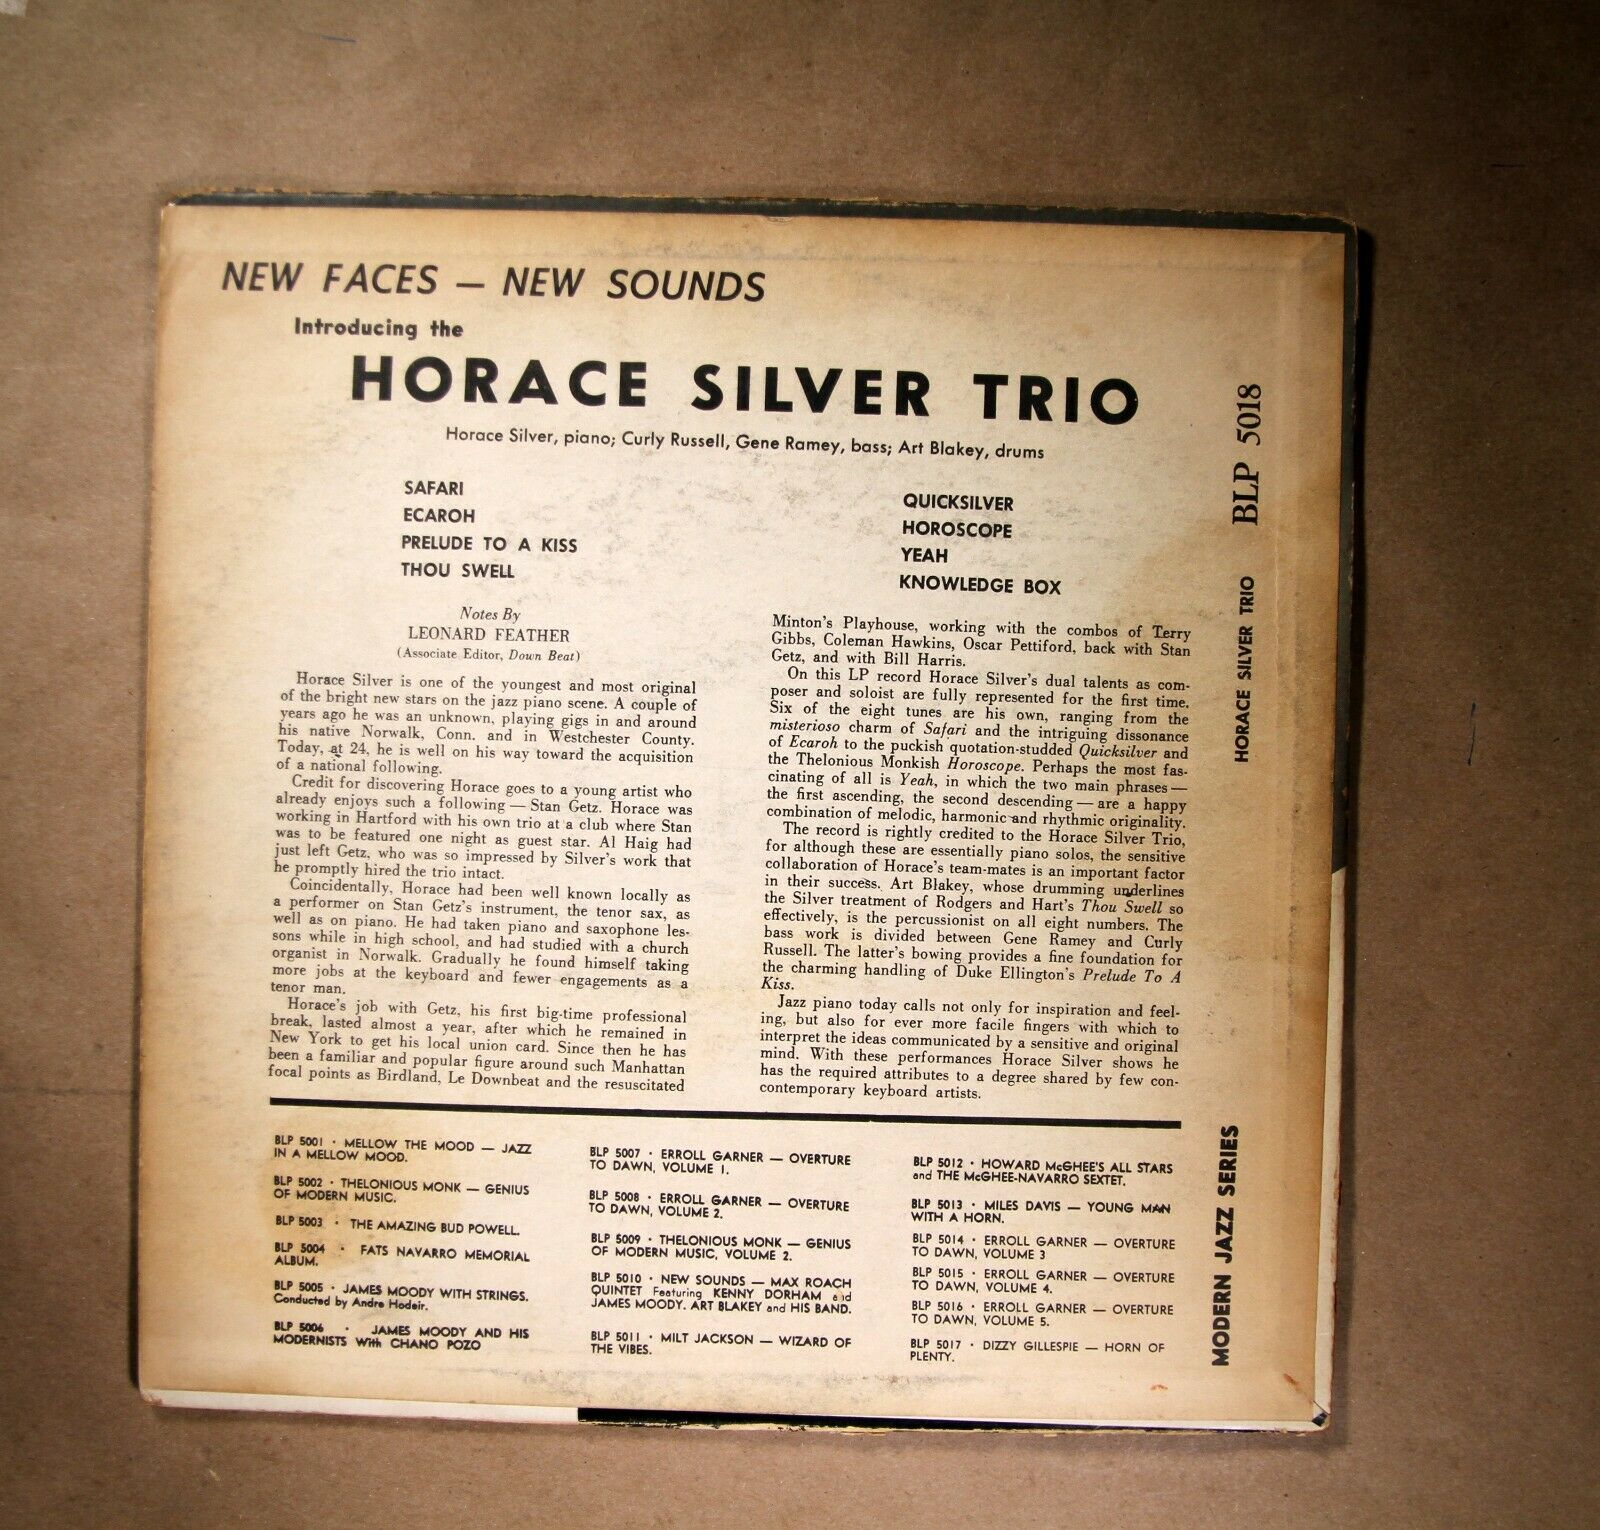 NEW FACES — NEW SOUNDS
Introducing the
HORACE SILVER TRIO
Horace Silver, piano; Curly Russell, Gene Ramey, bass; Art Blakey, drums
SAFARI
ECAROH
PRELUDE TO A KISS
THOU SWELL
QUICKSILVER
HOROSCOPE
YEAH
KNOWLEDGE BOX
Notes By
LEONARD FEATHER
(Associate Editor, Down Beat)
Horace Silver is one of the youngest and most original
of the bright new stars on the jazz piano scene. A couple of
years ago he was an unknown, playing gigs in and around
his native Norwalk, Conn. and in Westchester County.
Today, at 24, he is well on his way toward the acquisition
of a national following.
Credit for discovering Horace goes to a young artist who
already enjoys such a following — Stan Getz. Horace was
working in Hartford with his own trio at a club where Stan
was to be featured one night as guest star. Al Haig had
just left Getz, who was so impressed by Silver's work that
he promptly hired the trio intact.
Coincidentally, Horace had been well known locally as
a performer on Stan Getz's instrument, the tenor sax, as
well as on piano. He had taken piano and saxophone les-
sons while in high school, and had studied with a church
organist in Norwalk. Gradually he found himself taking
more jobs at the keyboard and fewer engagements as a
tenor man.
Horace's job with Getz, his first big-time professional
break, lasted almost a year, after which he remained in
New York to get his local union card. Since then he has
been a familiar and popular figure around such Manhattan
focal points as Birdland, Le Downbeat and the resuscitated
Minton's Playhouse, working with the combos of Terry
Gibbs, Coleman Hawkins, Oscar Pettiford, back with Stan
Getz, and with Bill Harris.
On this LP record Horace Silver's dual talents as com-
poser and soloist are fully represented for the first time.
Six of the eight tunes are his own, ranging from the
misterioso charm of Safari and the intriguing dissonance
of Ecaroh to the puckish quotation-studded Quicksilver and
the Thelonious Monkish Horoscope. Perhaps the most fas-
cinating of all is Yeah, in which the two main phrases —
the first ascending, the second descending — are a happy
combination of melodic, harmonic and rhythmic originality.
The record is rightly credited to the Horace Silver Trio,
for although these are essentially piano solos, the sensitive
collaboration of Horace's team-mates is an important factor
in their success. Art Blakey, whose drumming underlines
the Silver treatment of Rodgers and Hart's Thou Swell so
effectively, is the percussionist on all eight numbers. The
bass work is divided between Gene Ramey and Curly
Russell. The latter's bowing provides a fine foundation for
the charming handling of Duke Ellington's Prelude To A
Kiss.
Jazz piano today calls not only for inspiration and feel-
ing, but also for ever more facile fingers with which to
interpret the ideas communicated by a sensitive and original
mind. With these performances Horace Silver shows he
has the required attributes to a degree shared by few con-
contemporary keyboard artists.
BLP 5001 · MELLOW THE MOOD — JAZZ
IN A MELLOW MOOD.
BLP 5002 · THELONIOUS MONK — GENIUS
OF MODERN MUSIC.
BLP 5003 · THE AMAZING BUD POWELL.
BLP 5004 · FATS NAVARRO MEMORIAL
ALBUM.
BLP 5005 · JAMES MOODY WITH STRINGS.
Conducted by Andre Hodeir.
BLP 5006 · JAMES MOODY AND HIS
MODERNISTS With CHANO POZO
BLP 5007 · ERROLL GARNER — OVERTURE
TO DAWN, VOLUME 1.
BLP 5008 · ERROLL GARNER — OVERTURE
TO DAWN, VOLUME 2.
BLP 5009 · THELONIOUS MONK — GENIUS
OF MODERN MUSIC, VOLUME 2.
BLP 5010 · NEW SOUNDS — MAX ROACH
QUINTET Featuring KENNY DORHAM and
JAMES MOODY. ART BLAKEY and HIS BAND.
BLP 5011 · MILT JACKSON — WIZARD OF
THE VIBES.
BLP 5012 · HOWARD McGHEE'S ALL STARS
and THE McGHEE-NAVARRO SEXTET.
BLP 5013 · MILES DAVIS — YOUNG MAN
WITH A HORN.
BLP 5014 · ERROLL GARNER — OVERTURE
TO DAWN, VOLUME 3
BLP 5015 · ERROLL GARNER — OVERTURE
TO DAWN, VOLUME 4.
BLP 5016 · ERROLL GARNER — OVERTURE
TO DAWN, VOLUME 5.
BLP 5017 · DIZZY GILLESPIE — HORN OF
PLENTY.
BLP 5018
HORACE SILVER TRIO
MODERN JAZZ SERIES